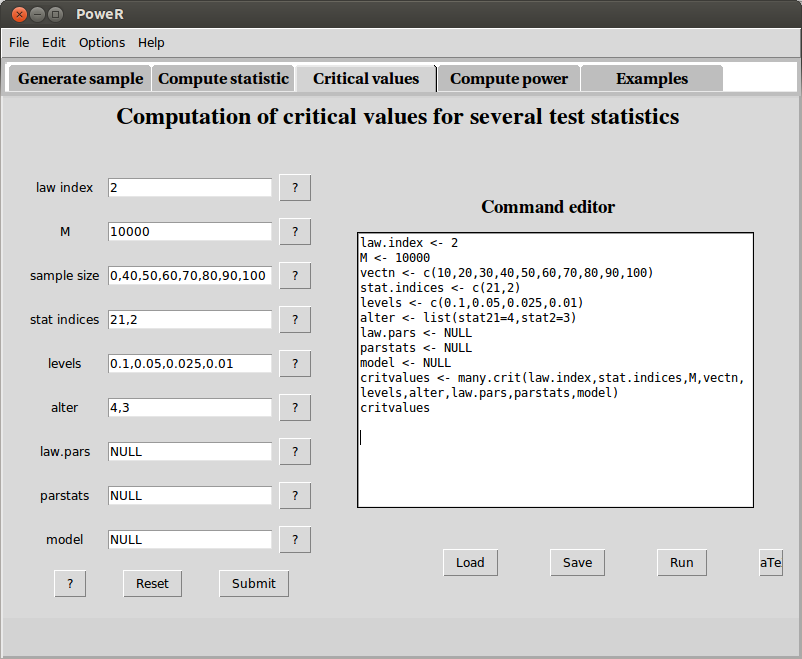 PoweR
File Edit Options Help
Generate sample Compute statistic Critical values Compute power Examples
Computation of critical values for several test statistics
law index 2 ?
M 10000 ?
sample size 0,40,50,60,70,80,90,100 ?
stat indices 21,2 ?
levels 0.1,0.05,0.025,0.01 ?
alter 4,3 ?
law.pars NULL ?
parstats NULL ?
model NULL ?
? Reset Submit
Command editor
law.index <- 2
M <- 10000
vectn <- c(10,20,30,40,50,60,70,80,90,100)
stat.indices <- c(21,2)
levels <- c(0.1,0.05,0.025,0.01)
alter <- list(stat21=4,stat2=3)
law.pars <- NULL
parstats <- NULL
model <- NULL
critvalues <- many.crit(law.index,stat.indices,M,vectn,
levels,alter,law.pars,parstats,model)
critvalues
Load Save Run aTe